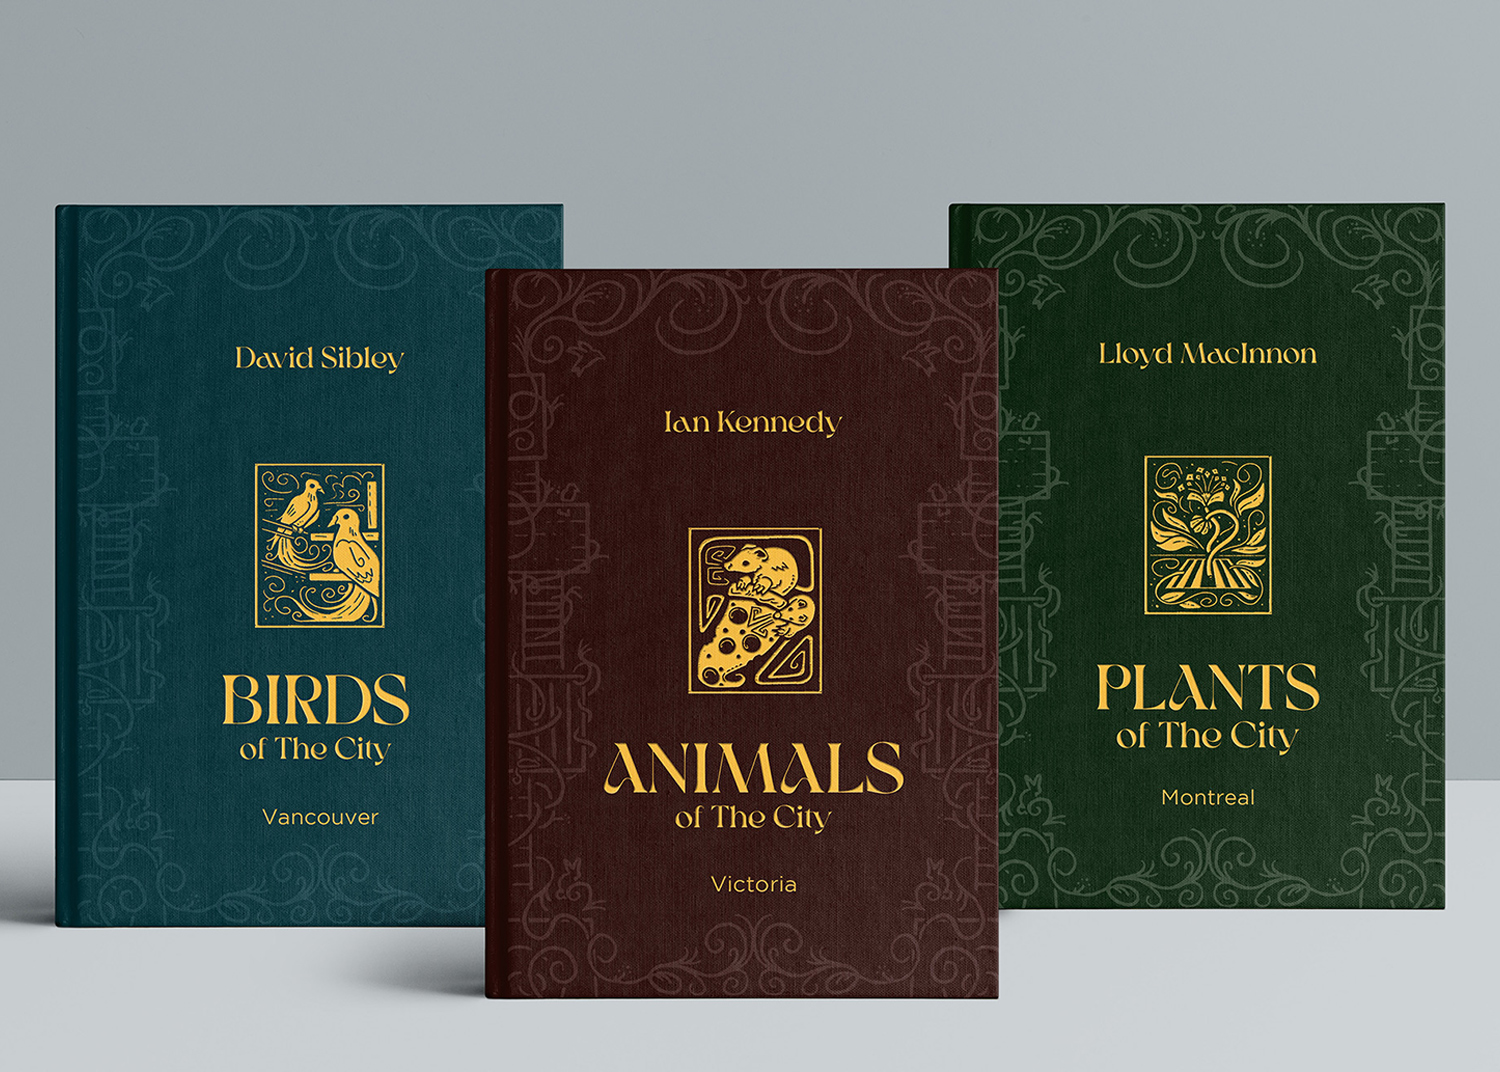 David Sibley
BIRDS
of The City
Vancouver
Ian Kennedy
ANIMALS
of The City
Victoria
Lloyd MacInnon
PLANTS
of The City
Montreal